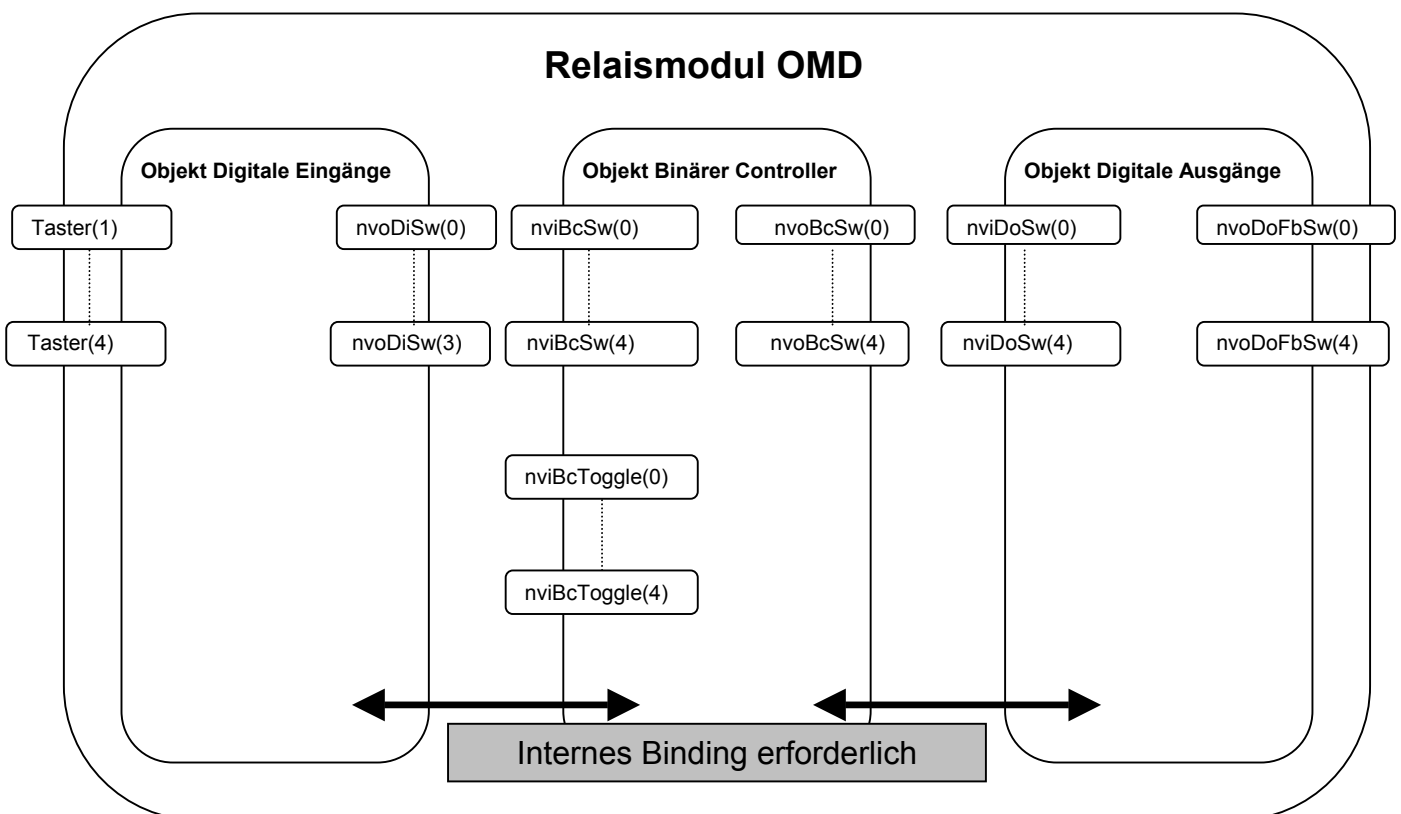 Relaismodul OMD
Objekt Digitale Eingänge
Objekt Binärer Controller
Objekt Digitale Ausgänge
Taster(1)
nvoDiSw(0)
nviBcSw(0)
nvoBcSw(0)
nviDoSw(0)
nvoDoFbSw(0)
Taster(4)
nvoDiSw(3)
nviBcSw(4)
nvoBcSw(4)
nviDoSw(4)
nvoDoFbSw(4)
nviBcToggle(0)
nviBcToggle(4)
Internes Binding erforderlich